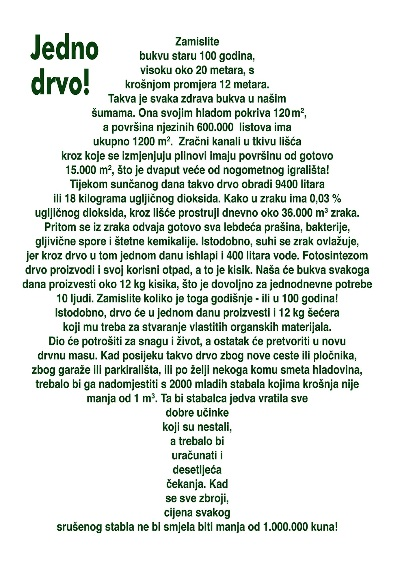 Jedno
drvo!
Zamislite
bukvu staru 100 godina,
visoku oko 20 metara, s
krošnjom promjera 12 metara.
Takva je svaka zdrava bukva u našim
šumama. Ona svojim hladom pokriva 120 m²,
a površina njezinih 600.000 listova ima
ukupno 1200 m². Zračni kanali u tkivu lišća
kroz koje se izmjenjuju plinovi imaju površinu od gotovo
15.000 m², što je dvaput veće od nogometnog igrališta!
Tijekom sunčanog dana takvo drvo obradi 9400 litara
ili 18 kilograma ugljičnog dioksida. Kako u zraku ima 0,03 %
ugljičnog dioksida, kroz lišće prostruji dnevno oko 36.000 m³ zraka.
Pritom se iz zraka odvaja gotovo sva lebdeća prašina, bakterije,
gljivične spore i štetne kemikalije. Istodobno, suhi se zrak ovlažuje,
jer kroz drvo u tom jednom danu ishlapi i 400 litara vode. Fotosintezom
drvo proizvodi i svoj korisni otpad, a to je kisik. Naša će bukva svakoga
dana proizvesti oko 12 kg kisika, što je dovoljno za jednodnevne potrebe
10 ljudi. Zamislite koliko je toga godišnje - ili u 100 godina!
Istodobno, drvo će u jednom danu proizvesti i 12 kg šećera
koji mu treba za stvaranje vlastitih organskih materijala.
Dio će potrošiti za snagu i život, a ostatak će pretvoriti u novu
drvnu masu. Kad posijeku takvo drvo zbog nove ceste ili pločnika,
zbog garaže ili parkirališta, ili po želji nekoga komu smeta hladovina,
trebalo bi ga nadomjestiti s 2000 mladih stabala kojima krošnja nije
manja od 1 m³. Ta bi stabalca jedva vratila sve
dobre učinke
koji su nestali,
a trebalo bi
uračunati i
desetljeća
čekanja. Kad
se sve zbroji,
cijena svakog
srušenog stabla ne bi smjela biti manja od 1.000.000 kuna!